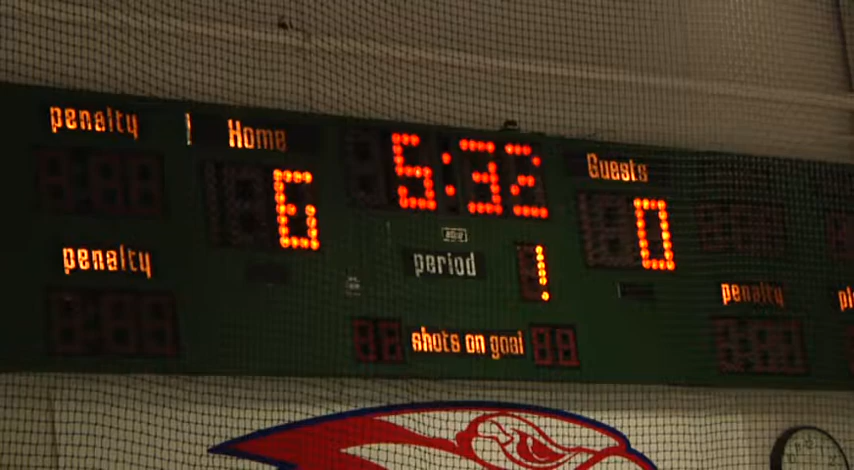 penalty Home 5:32 Guests
6 0
penalty period 1 penalty
shots on goal